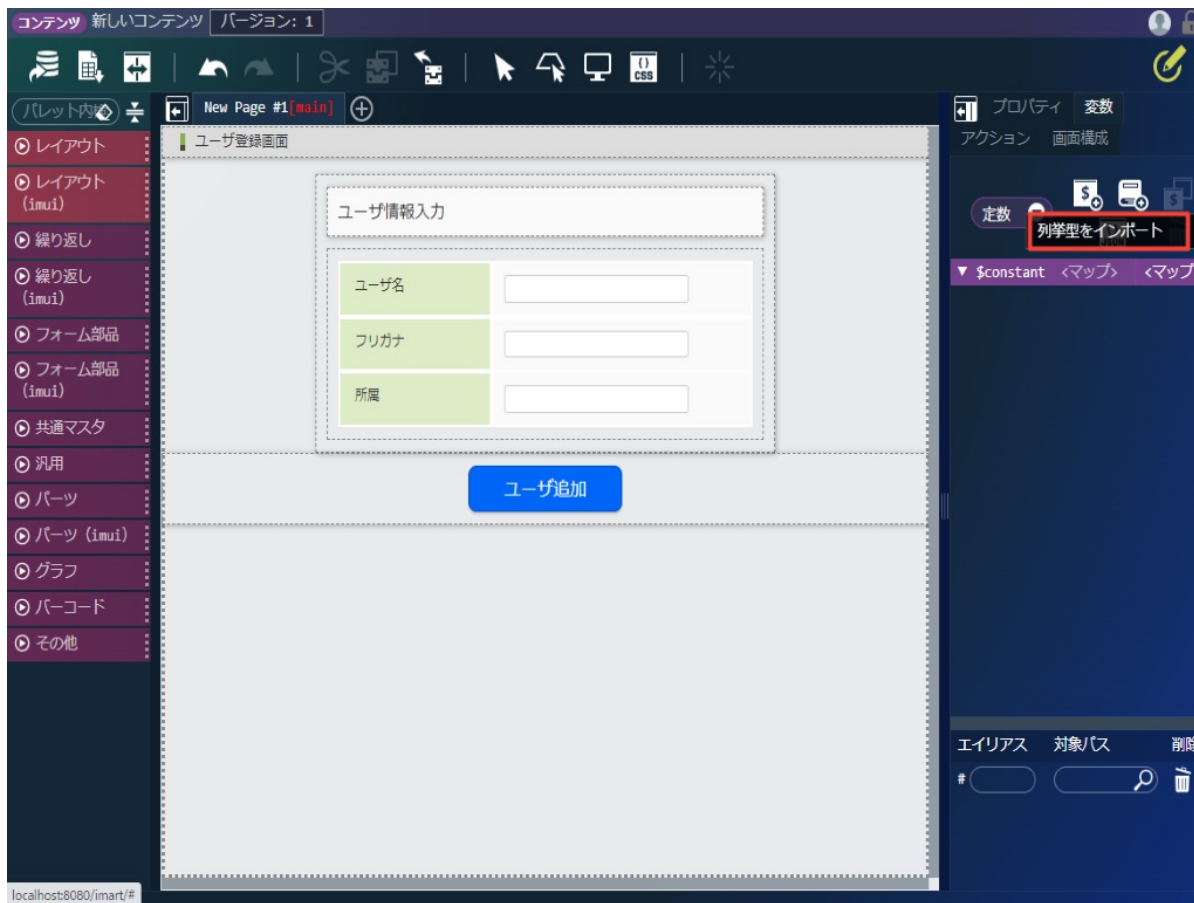 コンテンツ 新しいコンテンツ バージョン: 1
{} CSS
パレット内検
New Page #1[main]
プロパティ 変数
アクション 画面構成
レイアウト
レイアウト
(imui)
繰り返し
繰り返し
(imui)
フォーム部品
フォーム部品
(imui)
共通マスタ
汎用
パーツ
パーツ (imui)
グラフ
バーコード
その他
ユーザ登録画面
ユーザ情報入力
ユーザ名
フリガナ
所属
ユーザ追加
定数
列挙型をインポート
▼ $constant <マップ> <マップ
エイリアス 対象パス 削除
#
localhost:8080/imart/#